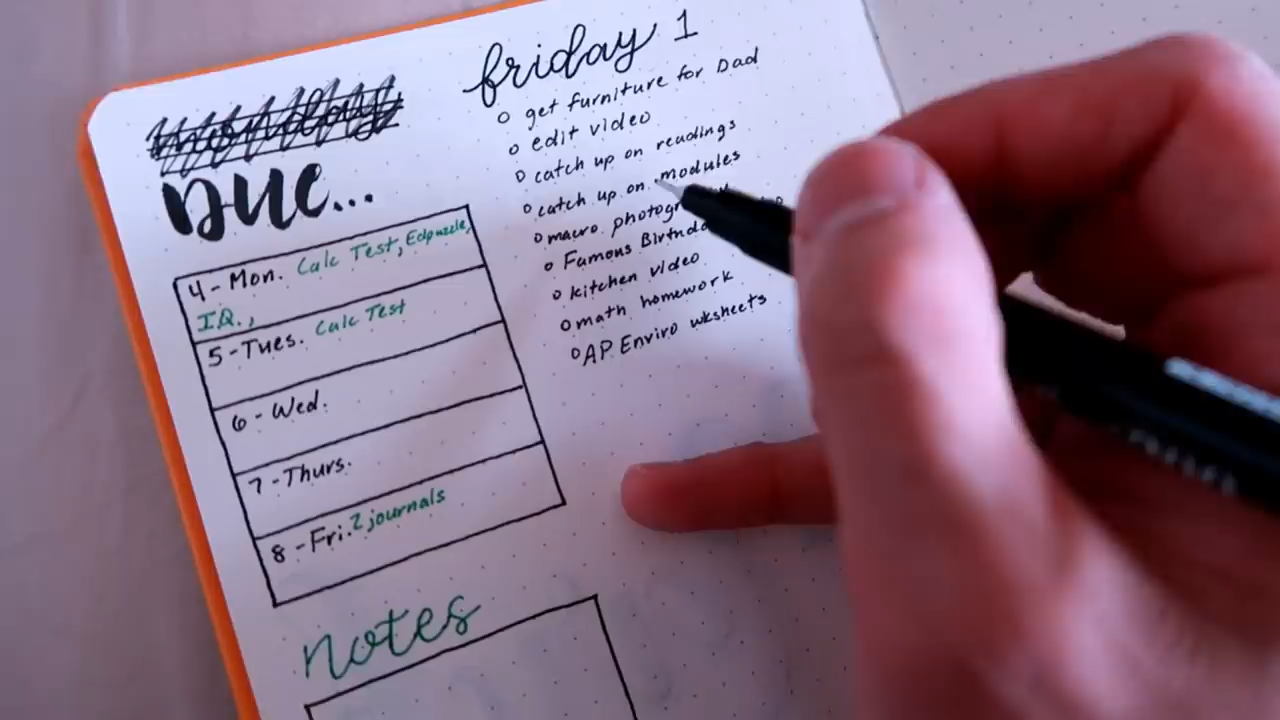 monday
DUE...
4 - Mon. Calc Test, Edpuzzle,
I.Q.,
5 - Tues. Calc Test
6 - Wed.
7 - Thurs.
8 - Fri. 2 journals
notes
friday 1
get furniture for Dad
edit video
catch up on readings
catch up on modules
macro
Famous
kitchen video
math homework
AP Enviro wksheets